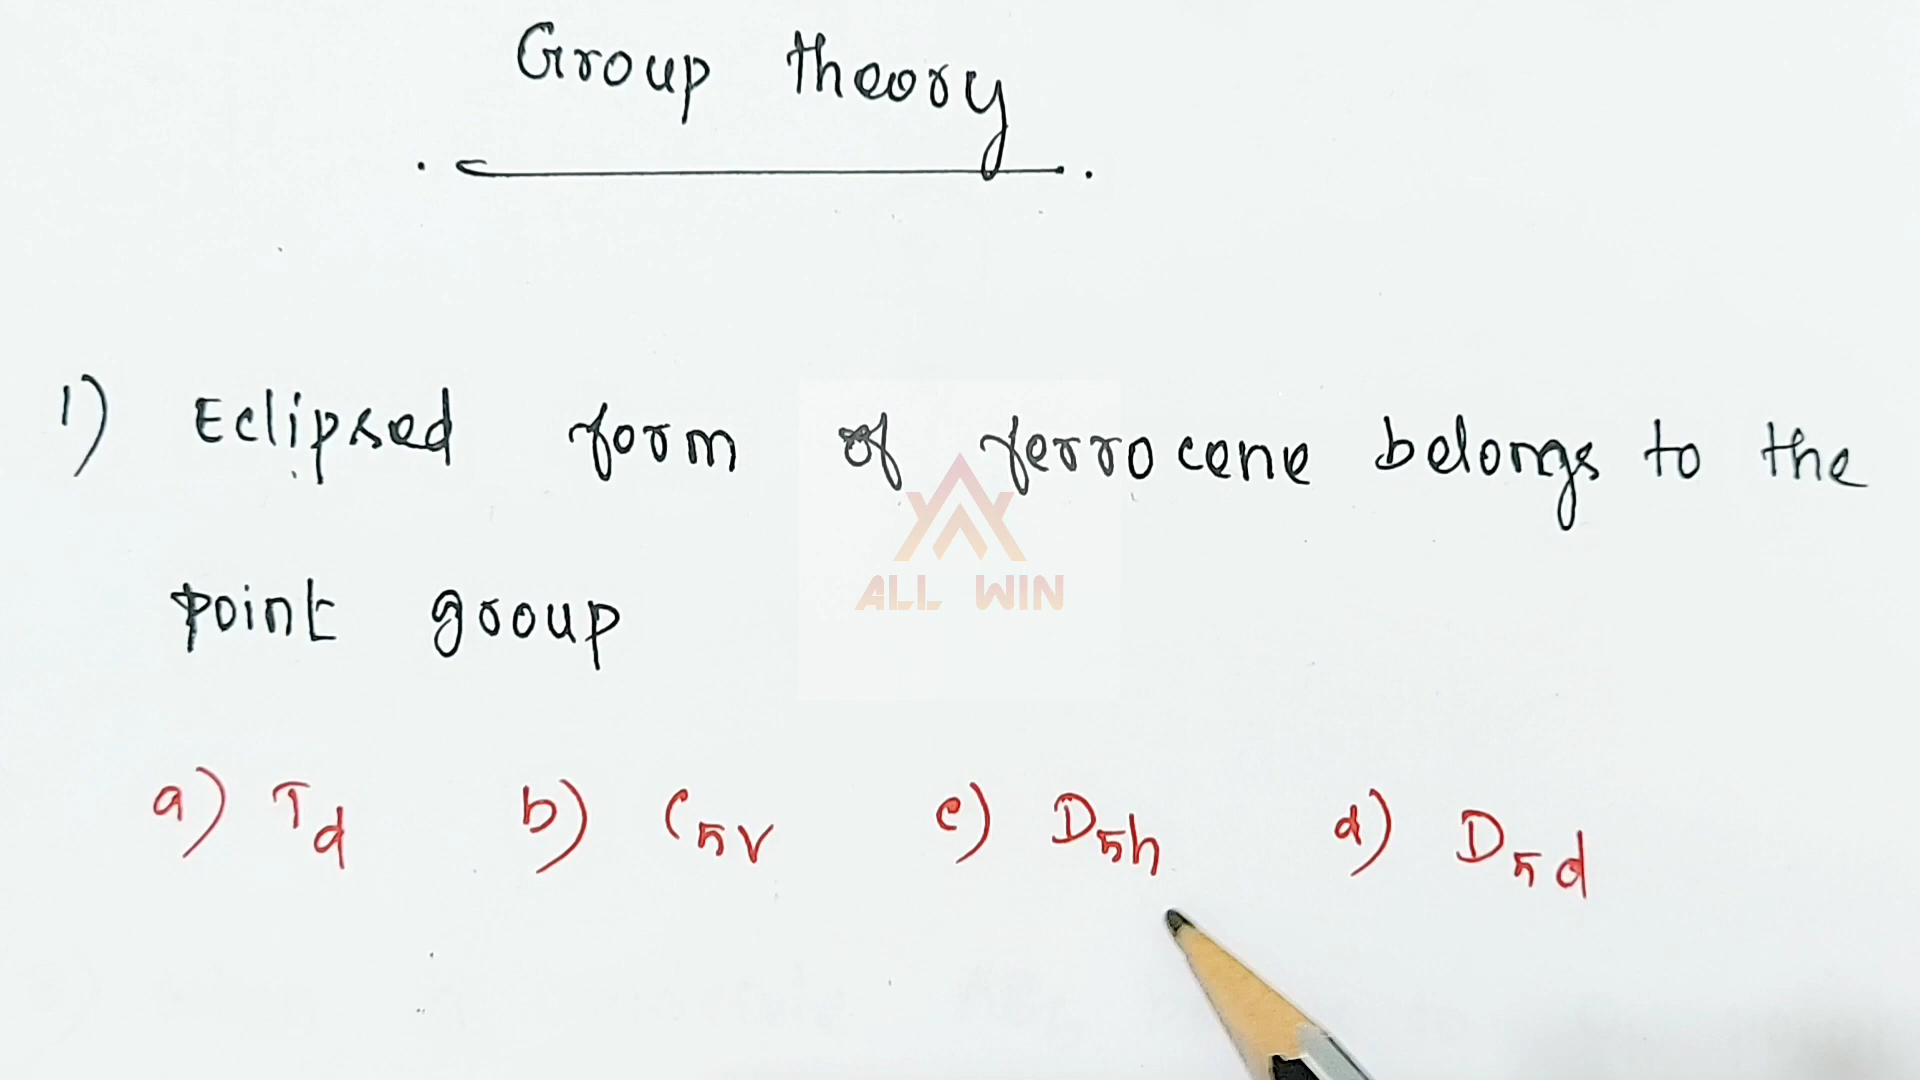 Group theory
1) Eclipsed form of ferrocene belongs to the
ALL WIN
point group
a) Td b) C5v c) D5h d) D5d